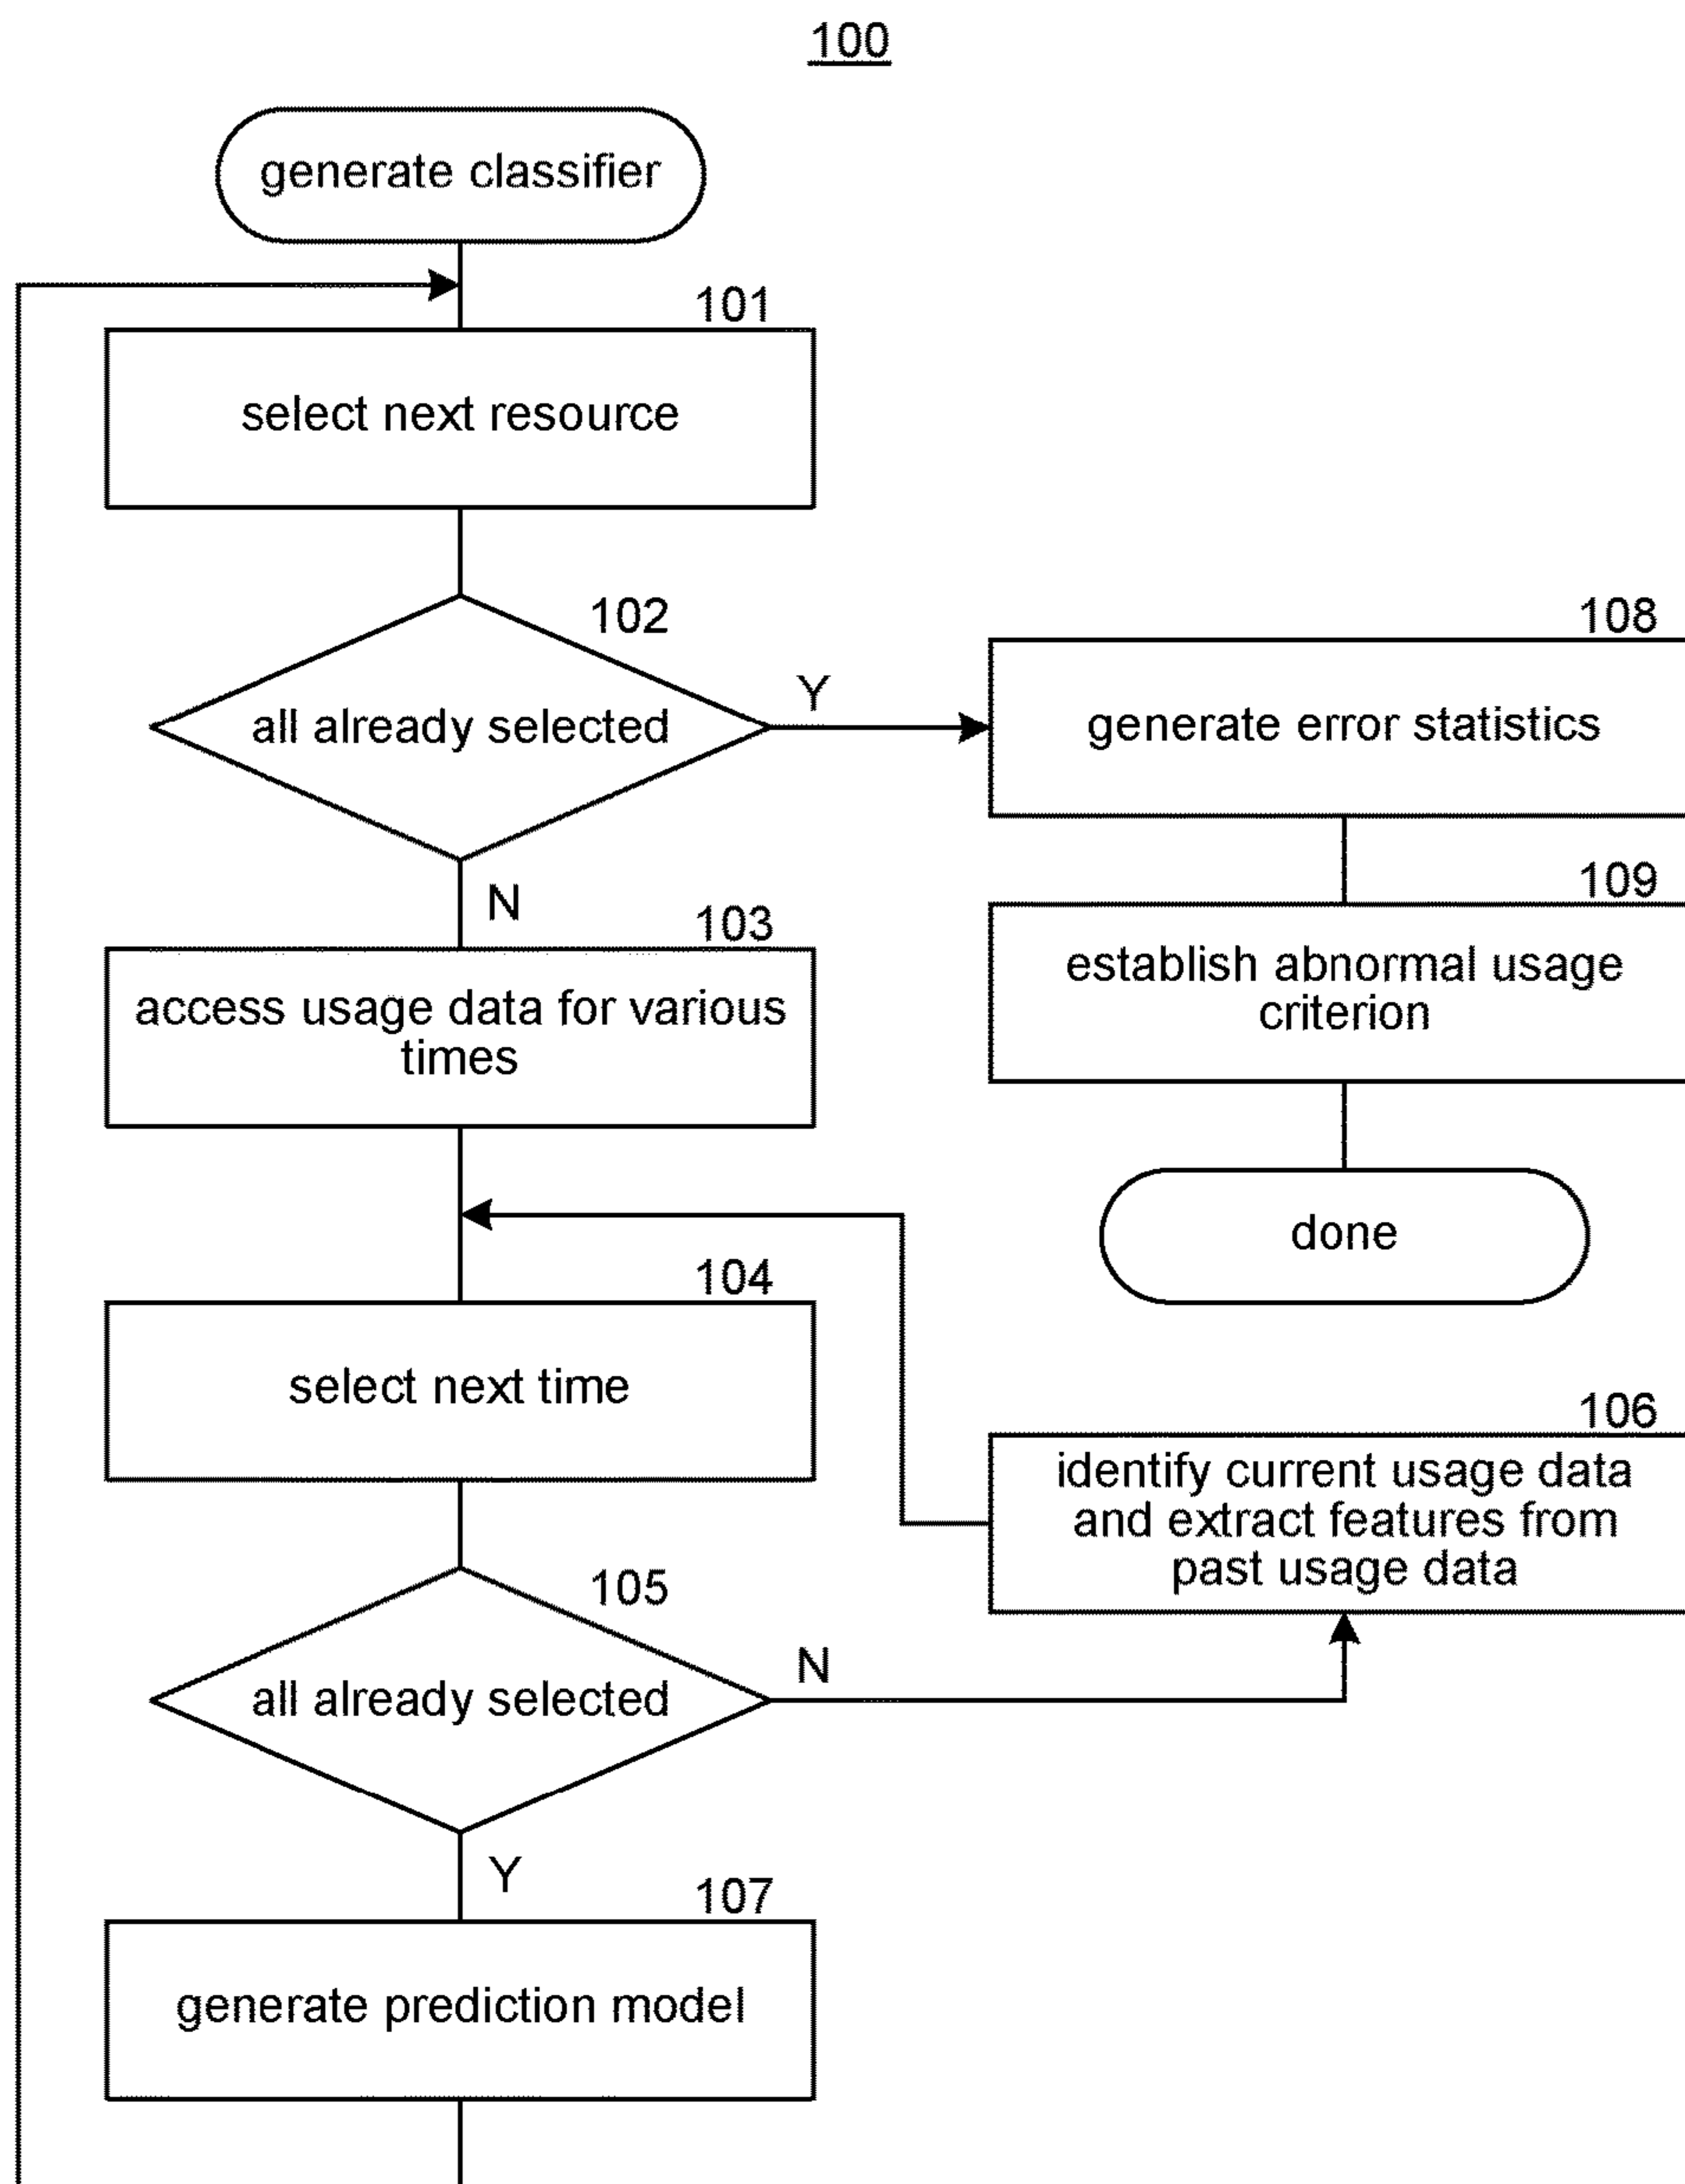 100
generate classifier
101
select next resource
102
all already selected
Y
N
108
generate error statistics
109
establish abnormal usage
criterion
done
103
access usage data for various
times
104
select next time
105
all already selected
N
Y
106
identify current usage data
and extract features from
past usage data
107
generate prediction model